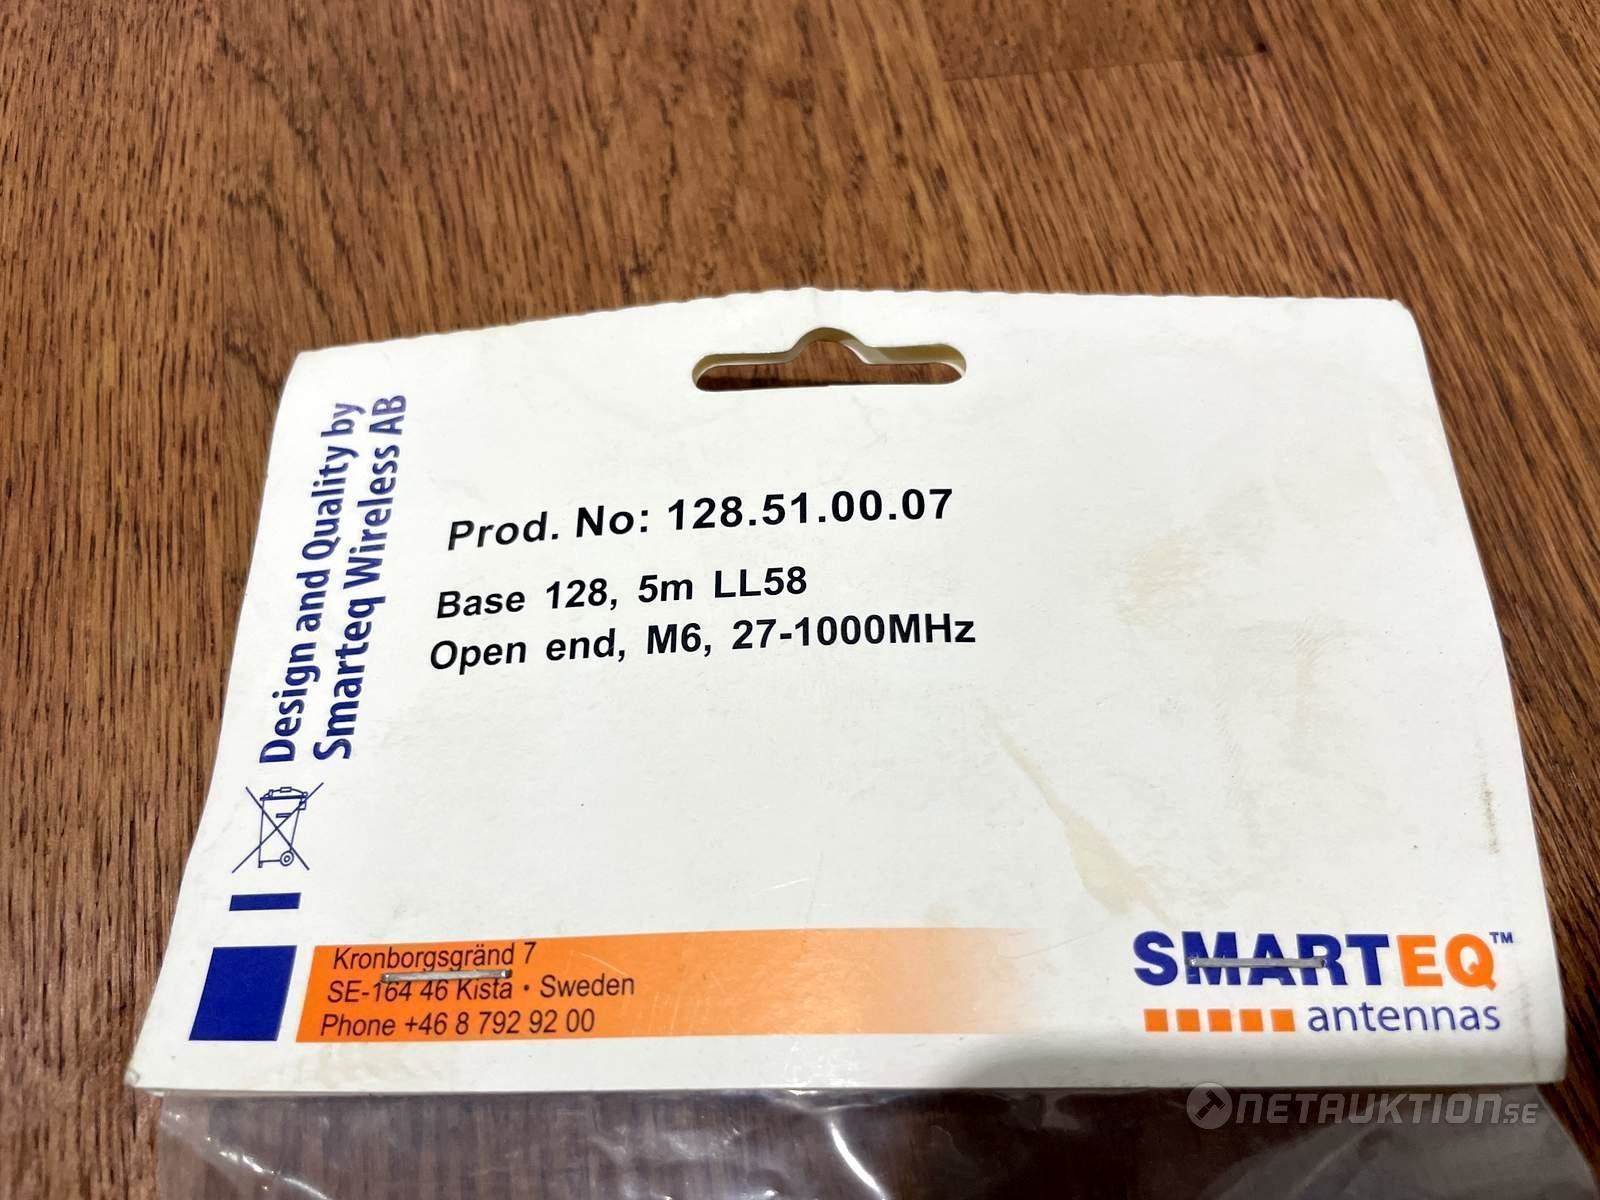 Design and Quality by
Smarteq Wireless AB
Prod. No: 128.51.00.07
Base 128, 5m LL58
Open end, M6, 27-1000MHz
Kronborgsgränd 7
SE-164 46 Kista · Sweden
Phone +46 8 792 92 00
SMARTEQ™
antennas
NETAUKTION.SE